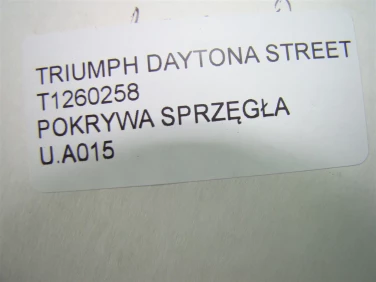 TRIUMPH DAYTONA STREET
T1260258
POKRYWA SPRZĘGŁA
U.A015